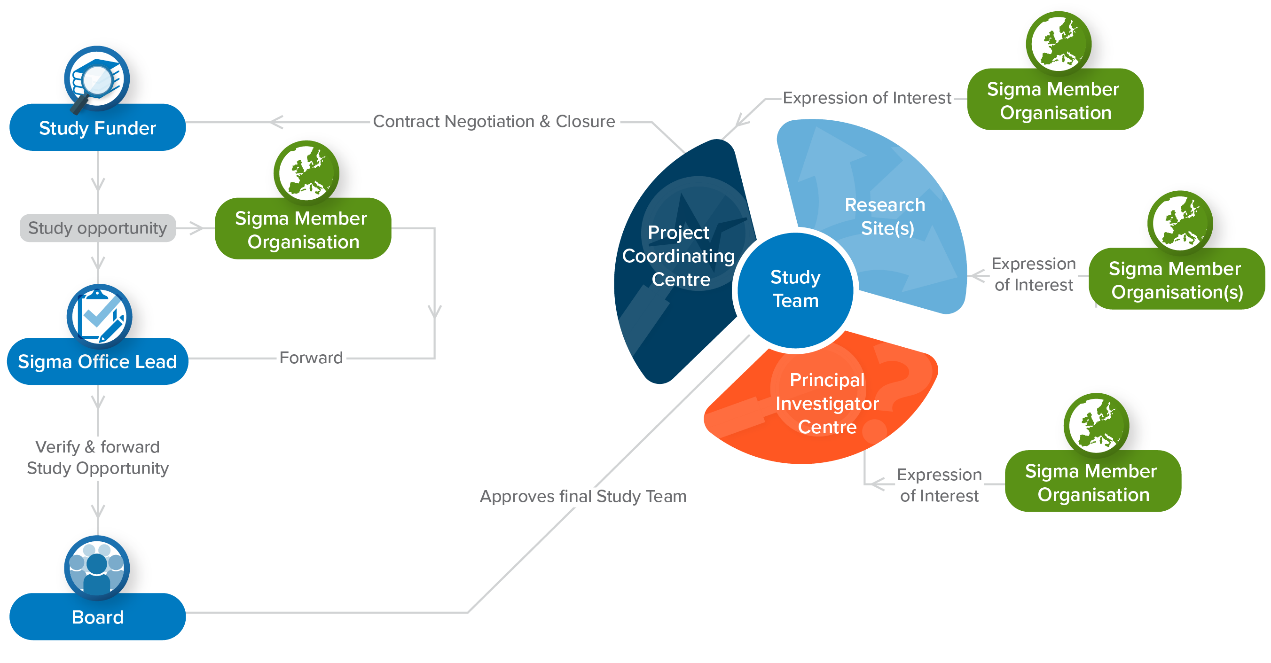 Study Funder
Study opportunity
Sigma Member
Organisation
Sigma Office Lead
Forward
Verify & forward
Study Opportunity
Board
Approves final Study Team
Contract Negotiation & Closure
Project
Coordinating
Centre
Study
Team
Research
Site(s)
Principal
Investigator
Centre
Expression of Interest
Sigma Member
Organisation
Expression
of Interest
Sigma Member
Organisation(s)
Expression
of Interest
Sigma Member
Organisation